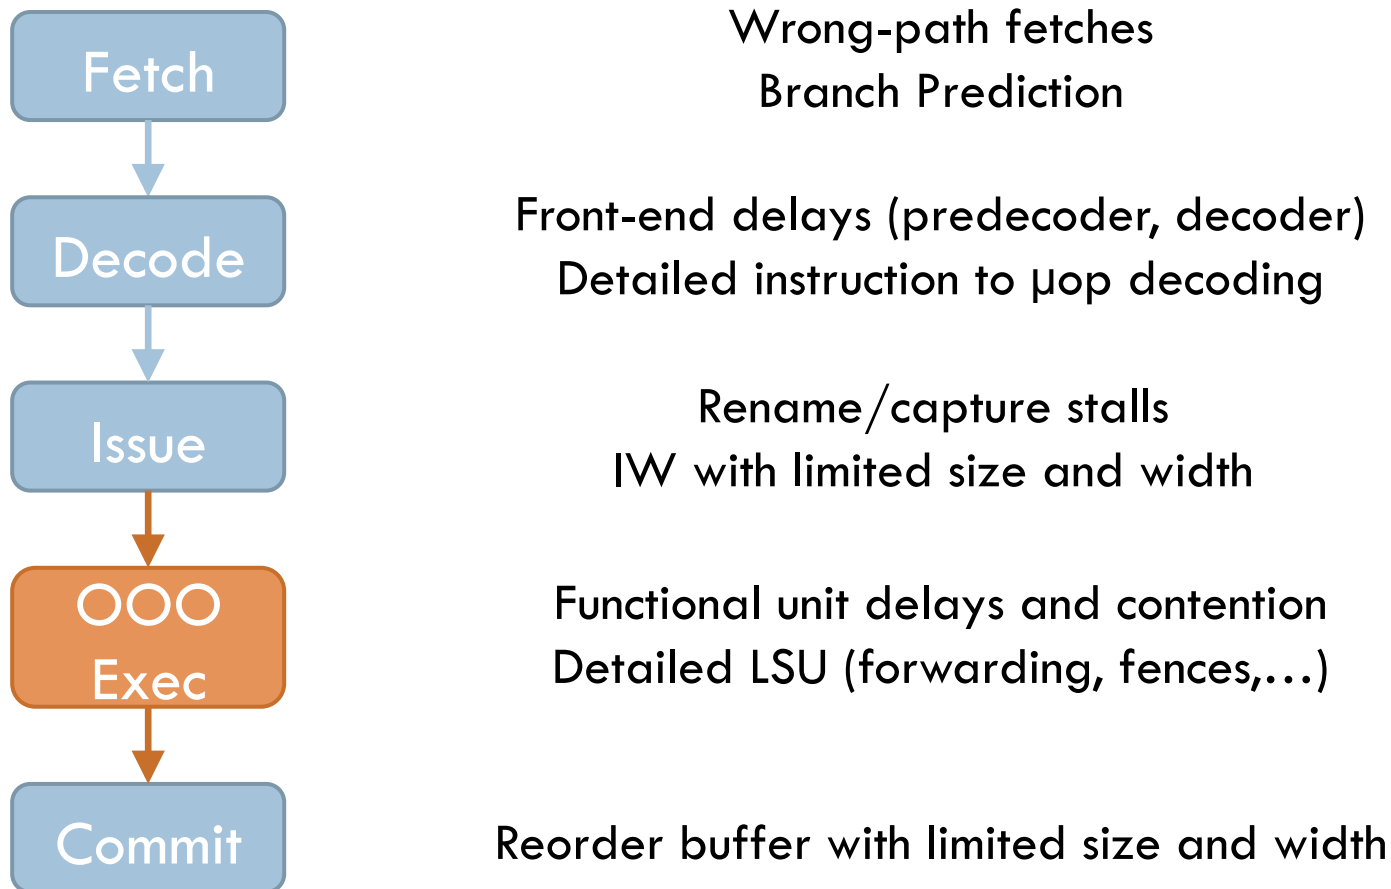 Fetch
Wrong-path fetches
Branch Prediction
Decode
Front-end delays (predecoder, decoder)
Detailed instruction to µop decoding
Issue
Rename/capture stalls
IW with limited size and width
OOO
Exec
Functional unit delays and contention
Detailed LSU (forwarding, fences,...)
Commit
Reorder buffer with limited size and width